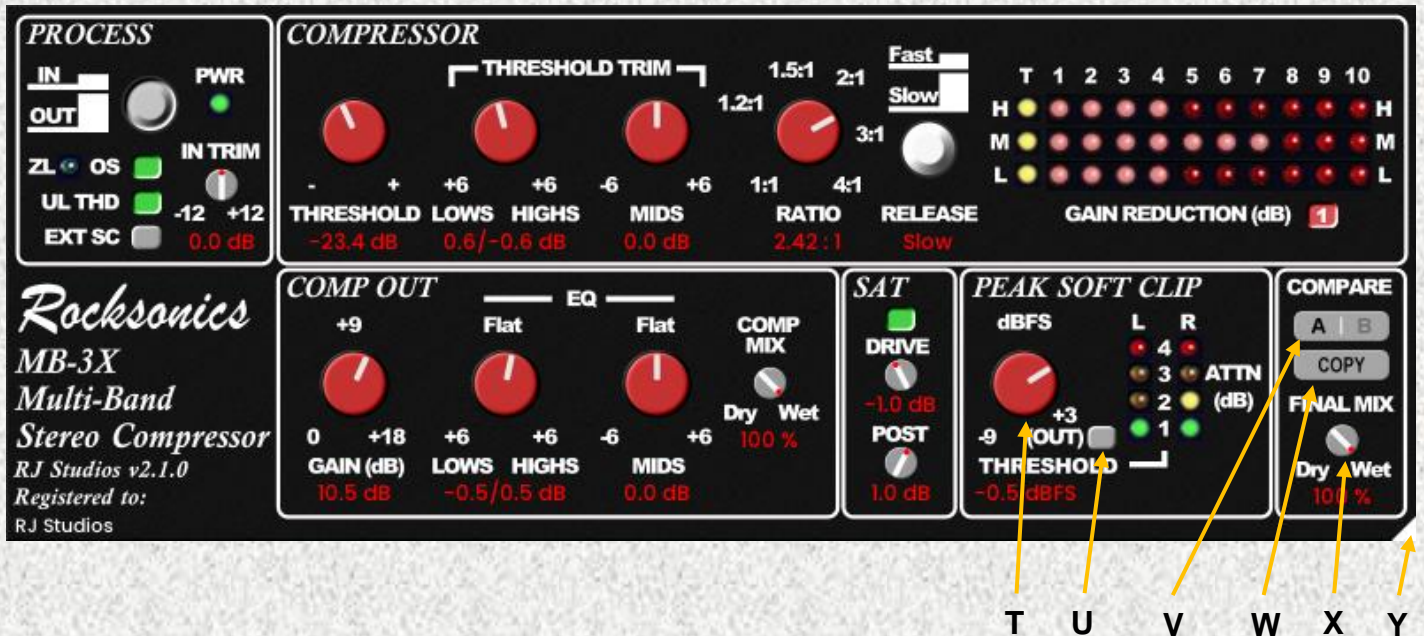 PROCESS
IN
OUT
PWR
ZL OS
IN TRIM
UL THD
-12 +12
EXT SC
0.0 dB
COMPRESSOR
THRESHOLD TRIM
- +
+6 +6
-6 +6
THRESHOLD LOWS HIGHS MIDS
-23.4 dB 0.6/-0.6 dB 0.0 dB
1.5:1 2:1
1.2:1
3:1
1:1 4:1
RATIO
2.42 : 1
Fast
Slow
RELEASE
Slow
T 1 2 3 4 5 6 7 8 9 10
H H
M M
L L
GAIN REDUCTION (dB) 1
Rocksonics
MB-3X
Multi-Band
Stereo Compressor
RJ Studios v2.1.0
Registered to:
RJ Studios
COMP OUT
EQ
+9 Flat Flat
0 +18 +6 +6 -6 +6
GAIN (dB) LOWS HIGHS MIDS
10.5 dB -0.5/0.5 dB 0.0 dB
COMP
MIX
Dry Wet
100 %
SAT
DRIVE
-1.0 dB
POST
1.0 dB
PEAK SOFT CLIP
dBFS L R
4
3 ATTN
2 (dB)
1
+3
-9 (OUT)
THRESHOLD
-0.5 dBFS
COMPARE
A | B
COPY
FINAL MIX
Dry Wet
100 %
T U V W X Y